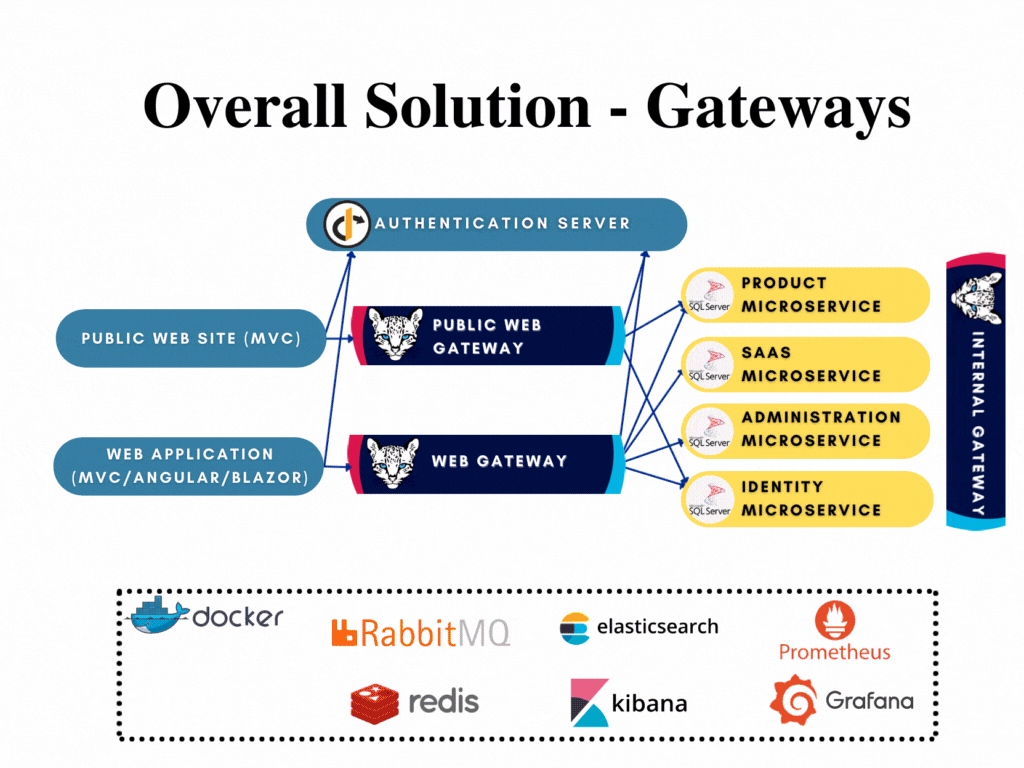 Overall Solution - Gateways
AUTHENTICATION SERVER
PUBLIC WEB SITE (MVC)
PUBLIC WEB
GATEWAY
WEB APPLICATION
(MVC/ANGULAR/BLAZOR)
WEB GATEWAY
SQL Server
PRODUCT
MICROSERVICE
SQL Server
SAAS
MICROSERVICE
SQL Server
ADMINISTRATION
MICROSERVICE
SQL Server
IDENTITY
MICROSERVICE
INTERNAL GATEWAY
docker
RabbitMQ
elasticsearch
Prometheus
redis
kibana
Grafana